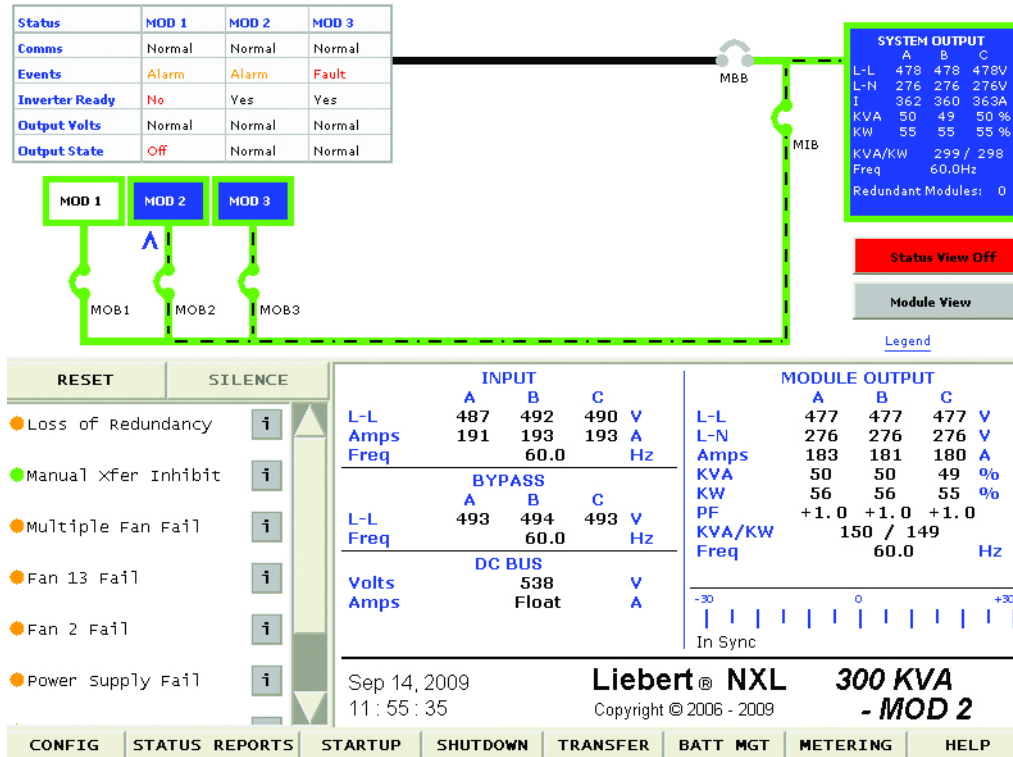 Status MOD 1 MOD 2 MOD 3
Comms Normal Normal Normal
Events Alarm Alarm Fault
Inverter Ready No Yes Yes
Output Volts Normal Normal Normal
Output State Off Normal Normal
MBB
MIB
SYSTEM OUTPUT
A B C
L-L 478 478 478V
L-N 276 276 276V
I 362 360 363A
KVA 50 49 50 %
KW 55 55 55 %
KVA/KW 299 / 298
Freq 60.0Hz
Redundant Modules: 0
MOD 1 MOD 2 MOD 3
MOB1 MOB2 MOB3
Status View Off
Module View
Legend
RESET SILENCE
Loss of Redundancy i
Manual Xfer Inhibit i
Multiple Fan Fail i
Fan 13 Fail i
Fan 2 Fail i
Power Supply Fail i
INPUT
A B C
L-L 487 492 490 V
Amps 191 193 193 A
Freq 60.0 Hz
BYPASS
A B C
L-L 493 494 493 V
Freq 60.0 Hz
DC BUS
Volts 538 V
Amps Float A
MODULE OUTPUT
A B C
L-L 477 477 477 V
L-N 276 276 276 V
Amps 183 181 180 A
KVA 50 50 49 %
KW 56 56 55 %
PF +1.0 +1.0 +1.0
KVA/KW 150 / 149
Freq 60.0 Hz
-30 0 +30
In Sync
Sep 14, 2009
11 : 55 : 35
Liebert ® NXL
Copyright © 2006 - 2009
300 KVA
- MOD 2
CONFIG STATUS REPORTS STARTUP SHUTDOWN TRANSFER BATT MGT METERING HELP